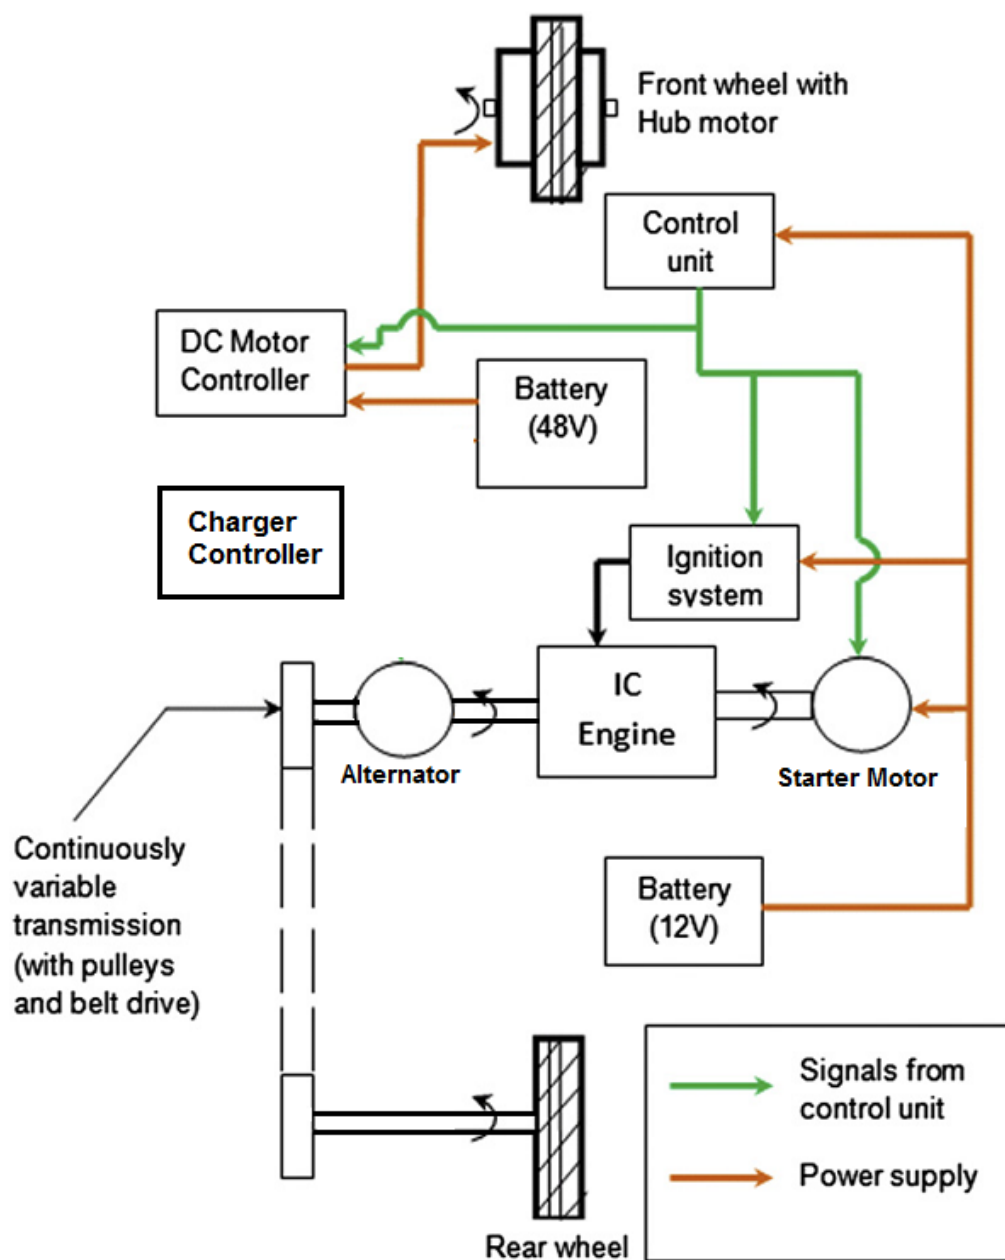 Front wheel with
Hub motor
Control
unit
DC Motor
Controller
Battery
(48V)
Charger
Controller
Ignition
system
IC
Engine
Alternator
Starter Motor
Continuously
variable
transmission
(with pulleys
and belt drive)
Battery
(12V)
Signals from
control unit
Power supply
Rear wheel